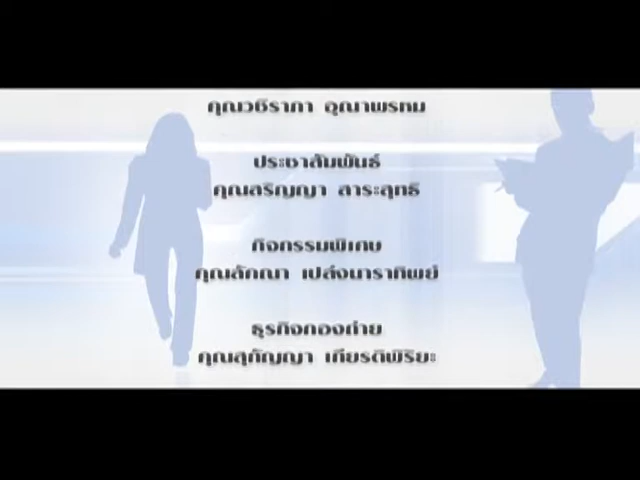 คุณวชิราภา อุณาพรหม
ประชาสัมพันธ์
คุณสริญญา สาระสุทธิ
กิจกรรมพิเศษ
คุณลักคณา เปล่งนาราทิพย์
ธุรกิจกองถ่าย
คุณสุกัญญา เกียรติพิริยะ